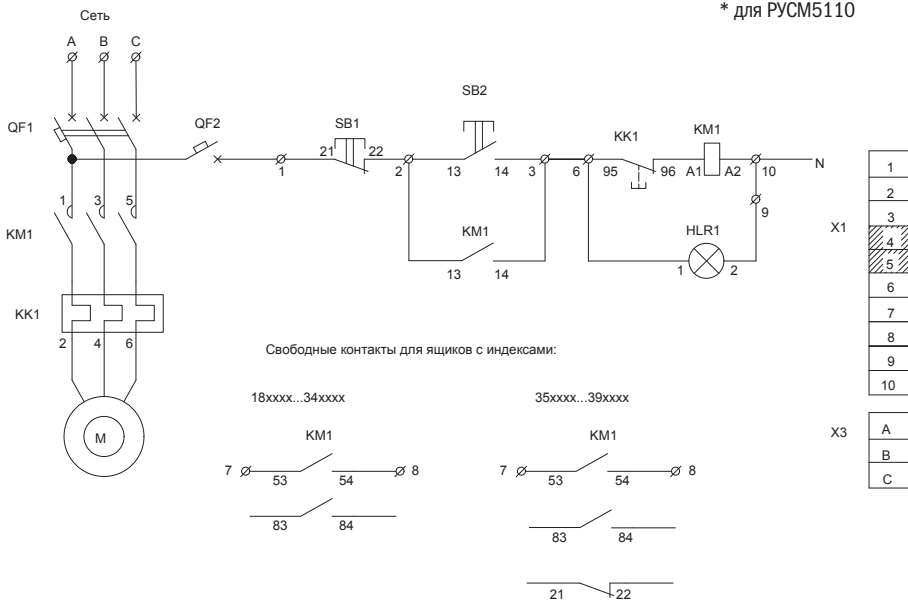 * для РУСМ5110
Сеть
A B C
QF1
QF2
SB1
SB2
KK1
KM1
21 22
1
2
13 14
3
6
95 96
A1 A2
10
N
9
1 3 5
KM1
KM1
13 14
HLR1
1 2
KK1
2 4 6
M
X1
1
2
3
4
5
6
7
8
9
10
X3
A
B
C
Свободные контакты для ящиков с индексами:
18xxxx...34xxxx
35xxxx...39xxxx
KM1
KM1
7 53 54 8
7 53 54 8
83 84
83 84
21 22